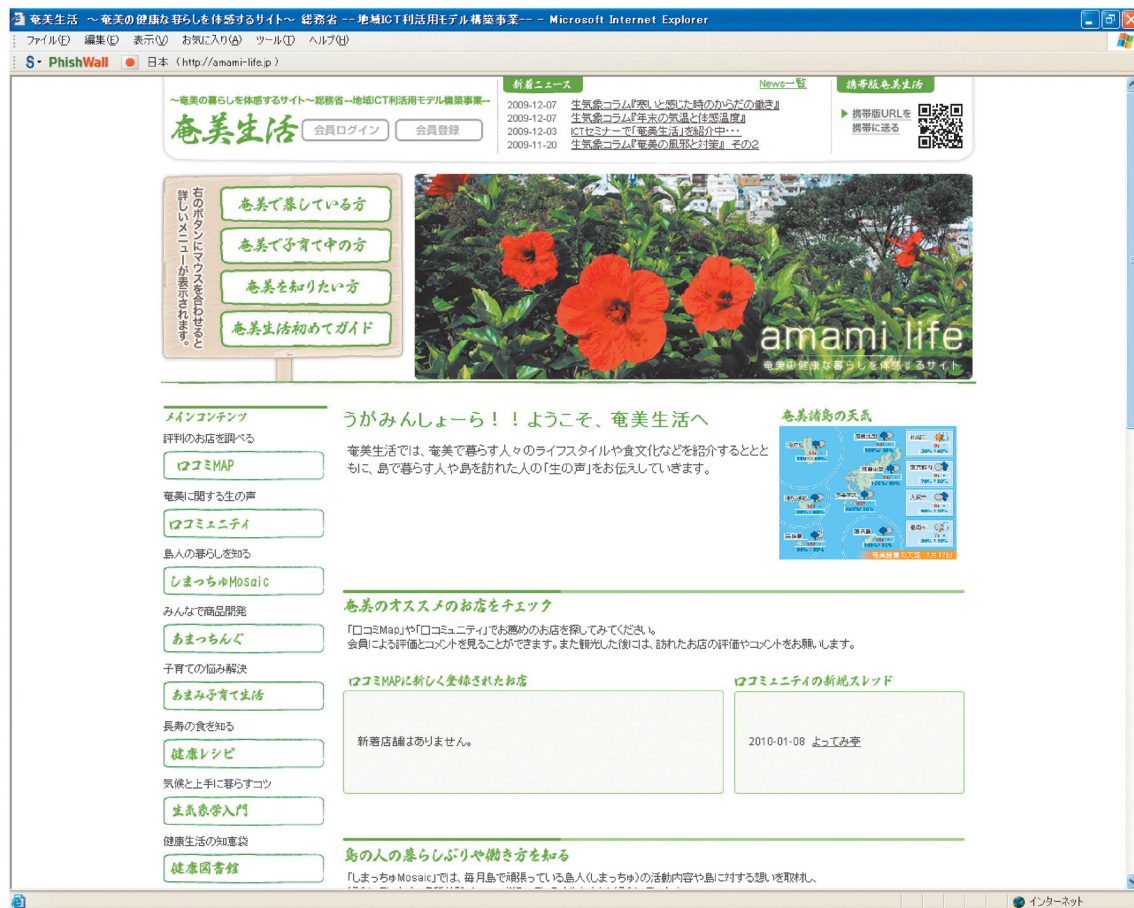 奄美生活 ～奄美の健康な暮らしを体感するサイト～ 総務省 --地域ICT利活用モデル構築事業-- - Microsoft Internet Explorer
ファイル(F) 編集(E) 表示(V) お気に入り(A) ツール(T) ヘルプ(H)
S PhishWall 日本 (http://amami-life.jp)
～奄美の暮らしを体感するサイト～総務省--地域ICT利活用モデル構築事業--
奄美生活
会員ログイン
会員登録
新着ニュース
News一覧
2009-12-07 生気象コラム『寒いと感じた時のからだの働き』
2009-12-07 生気象コラム『年末の気温と体感温度』
2009-12-03 ICTセミナーで「奄美生活」を紹介中・・・
2009-11-20 生気象コラム『奄美の風邪と対策』 その2
携帯版奄美生活
携帯版URLを
携帯に送る
右のボタンにマウスを合わせると
詳しいメニューが表示されます。
奄美で暮している方
奄美で子育て中の方
奄美を知りたい方
奄美生活初めてガイド
amami life
奄美の健康な暮らしを体感するサイト
メインコンテンツ
評判のお店を調べる
口コミMAP
奄美に関する生の声
口コミュニティ
島人の暮らしを知る
しまっちゅMosaic
みんなで商品開発
あまっちんぐ
子育ての悩み解決
あまみ子育て生活
長寿の食を知る
健康レシピ
気候と上手に暮らすコツ
生気象学入門
健康生活の知恵袋
健康図書館
うがみんしょーら！！ようこそ、奄美生活へ
奄美生活では、奄美で暮らす人々のライフスタイルや食文化などを紹介するととと
もに、島で暮らす人や島を訪れた人の「生の声」をお伝えしていきます。
奄美諸島の天気
奄美のオススメのお店をチェック
「口コミMap」や「口コミュニティ」でお薦めのお店を探してみてください。
会員による評価とコメントを見ることができます。また観光した後には、訪れたお店の評価やコメントをお願いします。
口コミMAPに新しく登録されたお店
新着店舗はありません。
口コミュニティの新規スレッド
2010-01-08 よってみ亭
島の人の暮らしぶりや働き方を知る
「しまっちゅMosaic」では、毎月島で頑張っている島人(しまっちゅ)の活動内容や島に対する想いを取材し、
インターネット